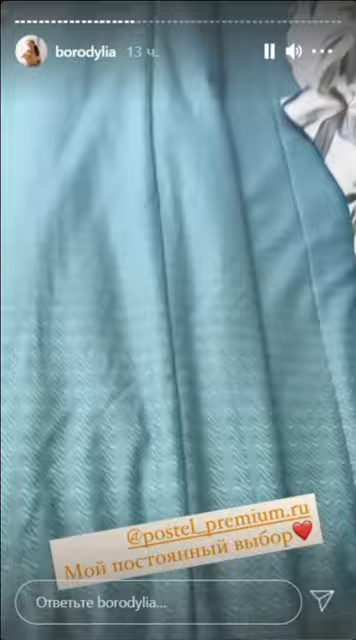 borodylia 13 ч.
@postel_premium.ru
Мой постоянный выбор❤️
Ответьте borodylia...